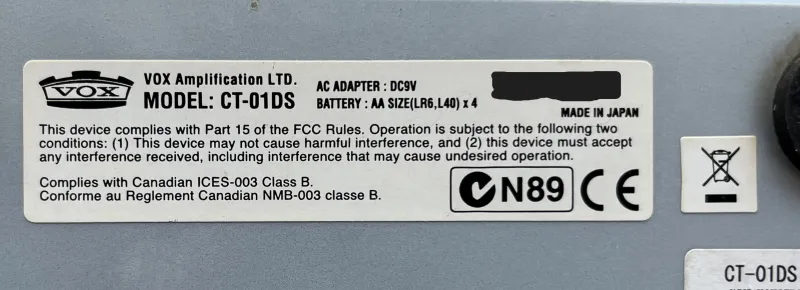 VOX
VOX Amplification LTD.
MODEL: CT-01DS
AC ADAPTER : DC9V
BATTERY : AA SIZE(LR6,L40) x 4
MADE IN JAPAN
This device complies with Part 15 of the FCC Rules. Operation is subject to the following two
conditions: (1) This device may not cause harmful interference, and (2) this device must accept
any interference received, including interference that may cause undesired operation.
Complies with Canadian ICES-003 Class B.
Conforme au Reglement Canadian NMB-003 classe B.
N89 CE
CT-01DS